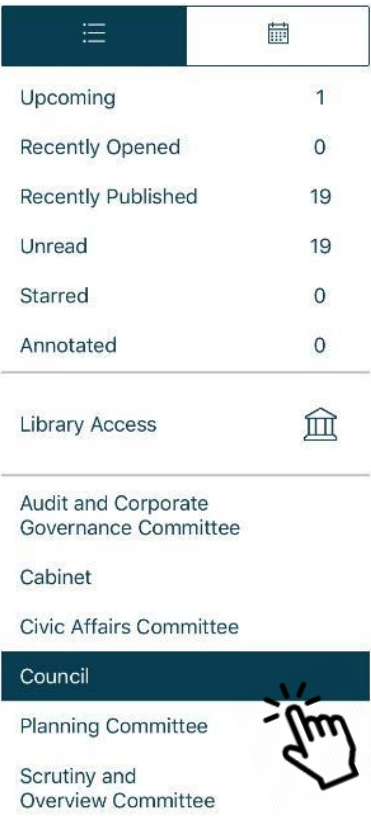 Upcoming 1
Recently Opened 0
Recently Published 19
Unread 19
Starred 0
Annotated 0
Library Access
Audit and Corporate
Governance Committee
Cabinet
Civic Affairs Committee
Council
Planning Committee
Scrutiny and
Overview Committee